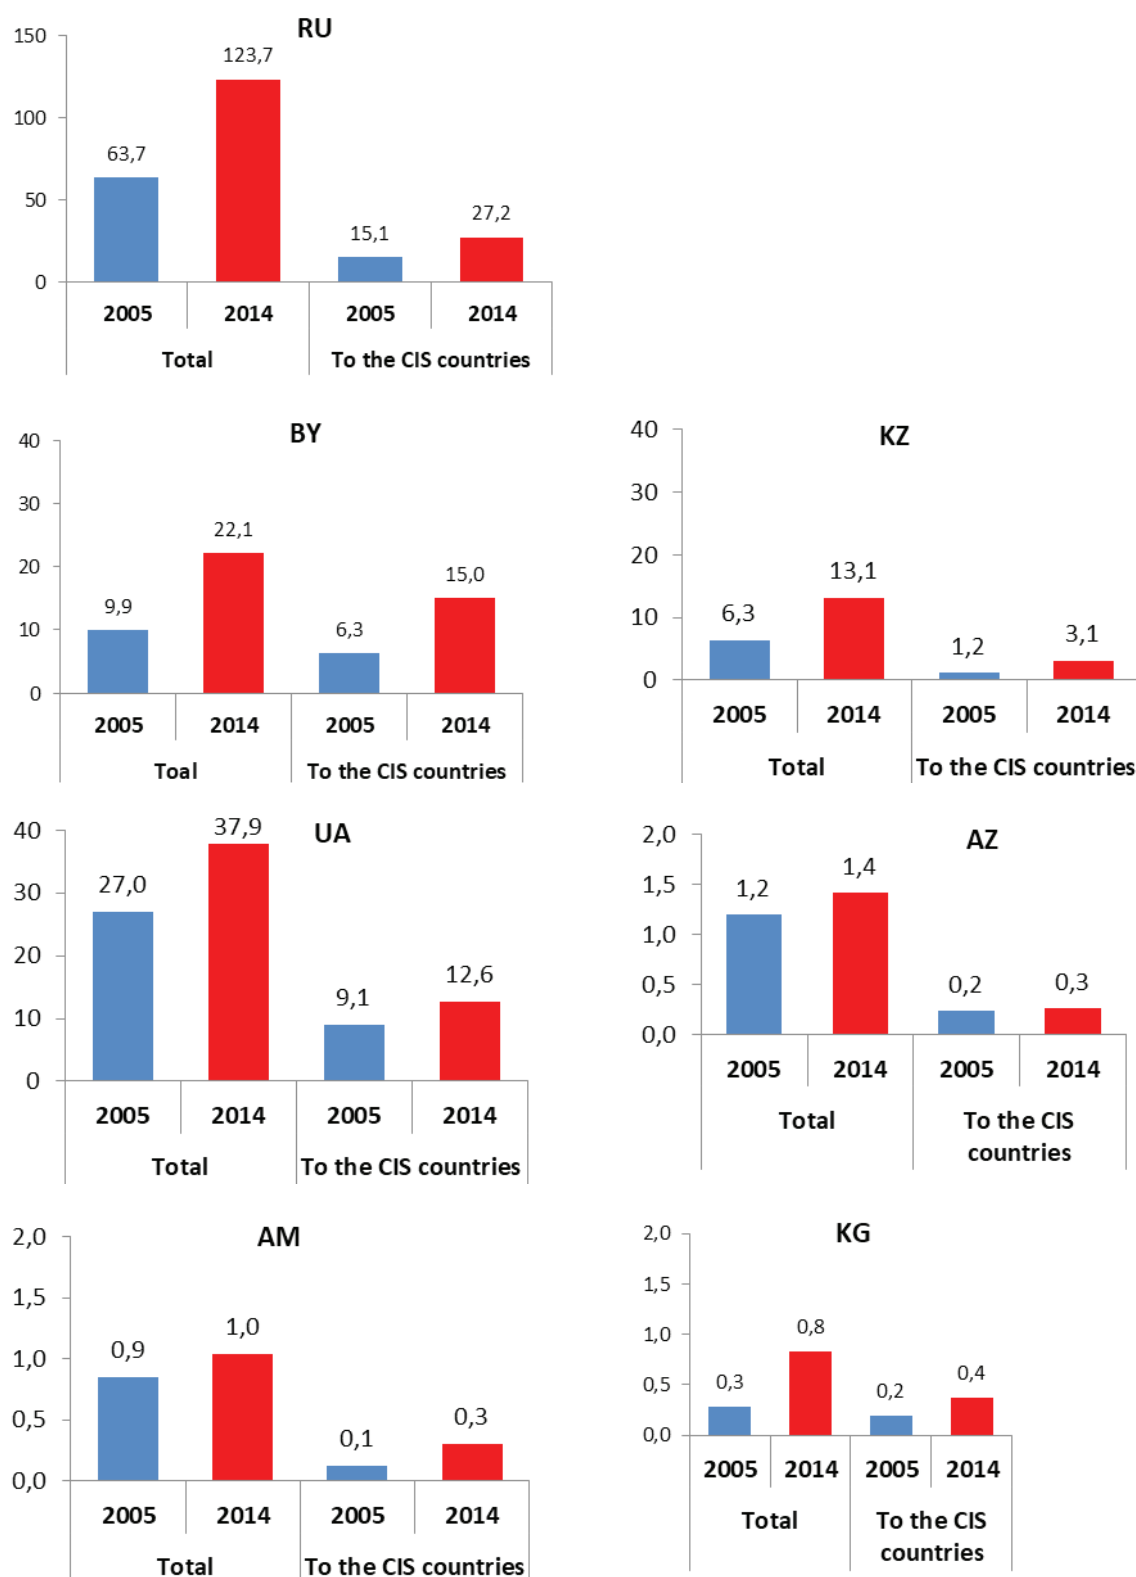 RU
150
100
50
0
63,7
123,7
15,1
27,2
2005 2014 2005 2014
Total To the CIS countries
BY
40
30
20
10
0
9,9
22,1
6,3
15,0
2005 2014 2005 2014
Toal To the CIS countries
KZ
40
30
20
10
0
6,3
13,1
1,2
3,1
2005 2014 2005 2014
Total To the CIS countries
UA
40
30
20
10
0
27,0
37,9
9,1
12,6
2005 2014 2005 2014
Total To the CIS countries
AZ
2,0
1,5
1,0
0,5
0,0
1,2
1,4
0,2
0,3
2005 2014 2005 2014
Total To the CIS
countries
AM
2,0
1,5
1,0
0,5
0,0
0,9
1,0
0,1
0,3
2005 2014 2005 2014
Total To the CIS countries
KG
2,0
1,5
1,0
0,5
0,0
0,3
0,8
0,2
0,4
2005 2014 2005 2014
Total To the CIS
countries